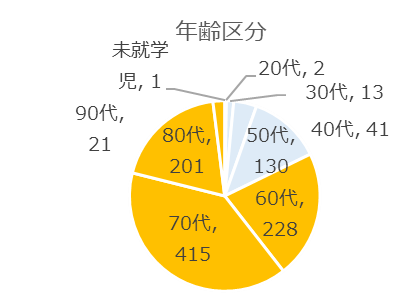 年齢区分
未就学
児, 1
20代, 2
30代, 13
40代, 41
50代,
130
60代,
228
70代,
415
80代,
201
90代,
21